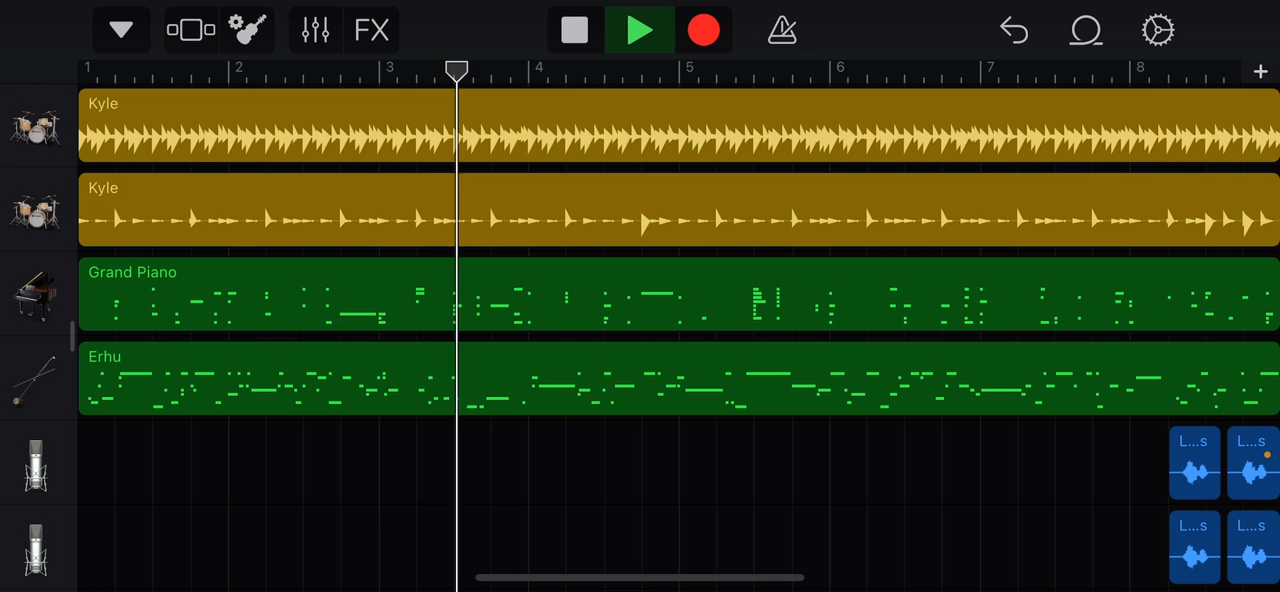 FX
1 2 3 4 5 6 7 8
Kyle
Kyle
Grand Piano
Erhu
L...s L...s
L...s L...s